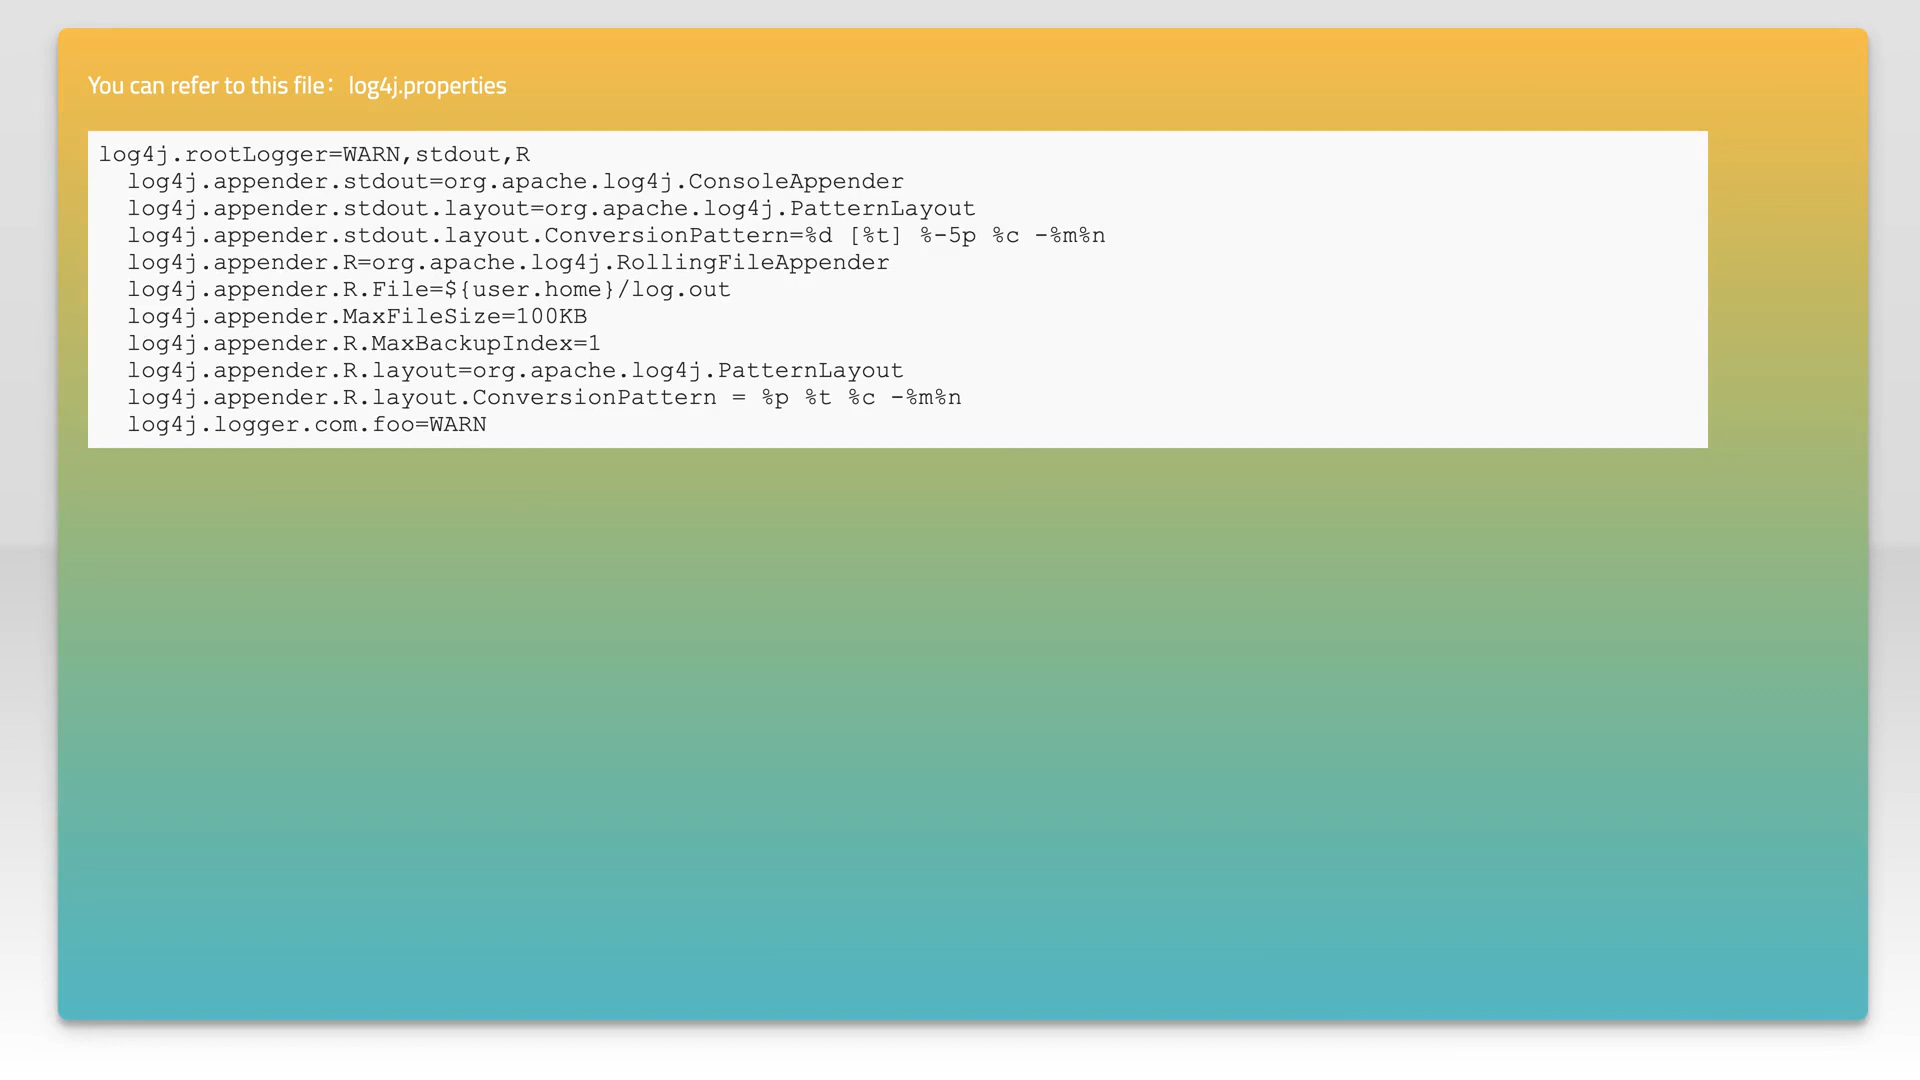 You can refer to this file： log4j.properties
log4j.rootLogger=WARN,stdout,R
log4j.appender.stdout=org.apache.log4j.ConsoleAppender
log4j.appender.stdout.layout=org.apache.log4j.PatternLayout
log4j.appender.stdout.layout.ConversionPattern=%d [%t] %-5p %c -%m%n
log4j.appender.R=org.apache.log4j.RollingFileAppender
log4j.appender.R.File=${user.home}/log.out
log4j.appender.MaxFileSize=100KB
log4j.appender.R.MaxBackupIndex=1
log4j.appender.R.layout=org.apache.log4j.PatternLayout
log4j.appender.R.layout.ConversionPattern = %p %t %c -%m%n
log4j.logger.com.foo=WARN